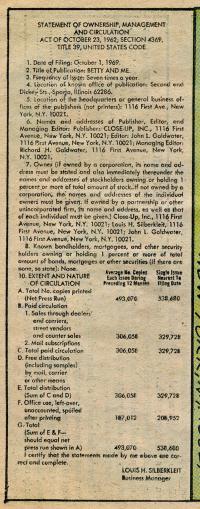 STATEMENT OF OWNERSHIP, MANAGEMENT
AND CIRCULATION
ACT OF OCTOBER 23, 1962; SECTION 4369,
TITLE 39, UNITED STATES CODE
1. Date of Filing: October 1, 1969.
2. Title of Publication: BETTY AND ME.
3. Frequency of Issue: Seven times a year.
4. Location of known office of publication: Second and
Dickey Sts., Sparta, Illinois 62286.
5. Location of the headquarters or general business of-
fices of the publishers (not printers): 1116 First Ave., New
York, N.Y. 10021.
6. Names and addresses of Publisher, Editor, and
Managing Editor: Publisher: CLOSE-UP, INC., 1116 First
Avenue, New York, N.Y. 10021; Editor: John L. Goldwater,
1116 First Avenue, New York, N.Y. 10021; Managing Editor:
Richard H. Goldwater, 1116 First Avenue, New York, N.Y.
10021.
7. Owner (if owned by a corporation, its name and ad-
dress must be stated and also immediately thereunder the
names and addresses of stockholders owning or holding 1
percent or more of total amount of stock. If not owned by a
corporation, the names and addresses of the individual
owners must be given. If owned by a partnership or other
unincorporated firm, its name and address, as well as that
of each individual must be given.) Close-Up, Inc., 1116 First
Avenue, New York, N.Y. 10021; Louis H. Silberkleit, 1116
First Avenue, New York, N.Y. 10021; John L. Goldwater,
1116 First Avenue, New York, N.Y. 10021.
8. Known bondholders, mortgagees, and other security
holders owning or holding 1 percent or more of total
amount of bonds, mortgages or other securities (if there are
none, so state): None.
10. EXTENT AND NATURE OF CIRCULATION
Average No. Copies Each Issue During Preceding 12 Months
Single Issue Nearest To Filing Date
A. Total No. copies printed
(Net Press Run) 493,070 538,680
B. Paid circulation
1. Sales through dealers
and carriers,
street vendors
and counter sales 306,058 329,728
2. Mail subscriptions
C. Total paid circulation 306,058 329,728
D. Free distribution
(including samples)
by mail, carrier
or other means
E. Total distribution
(Sum of C and D) 306,058 329,728
F. Office use, left-over,
unaccounted, spoiled
after printing 187,012 208,952
G. Total
(Sum of E & F—
should equal net
press run shown in A) 493,070 538,680
I certify that the statements made by me above are cor-
rect and complete.
LOUIS H. SILBERKLEIT
Business Manager